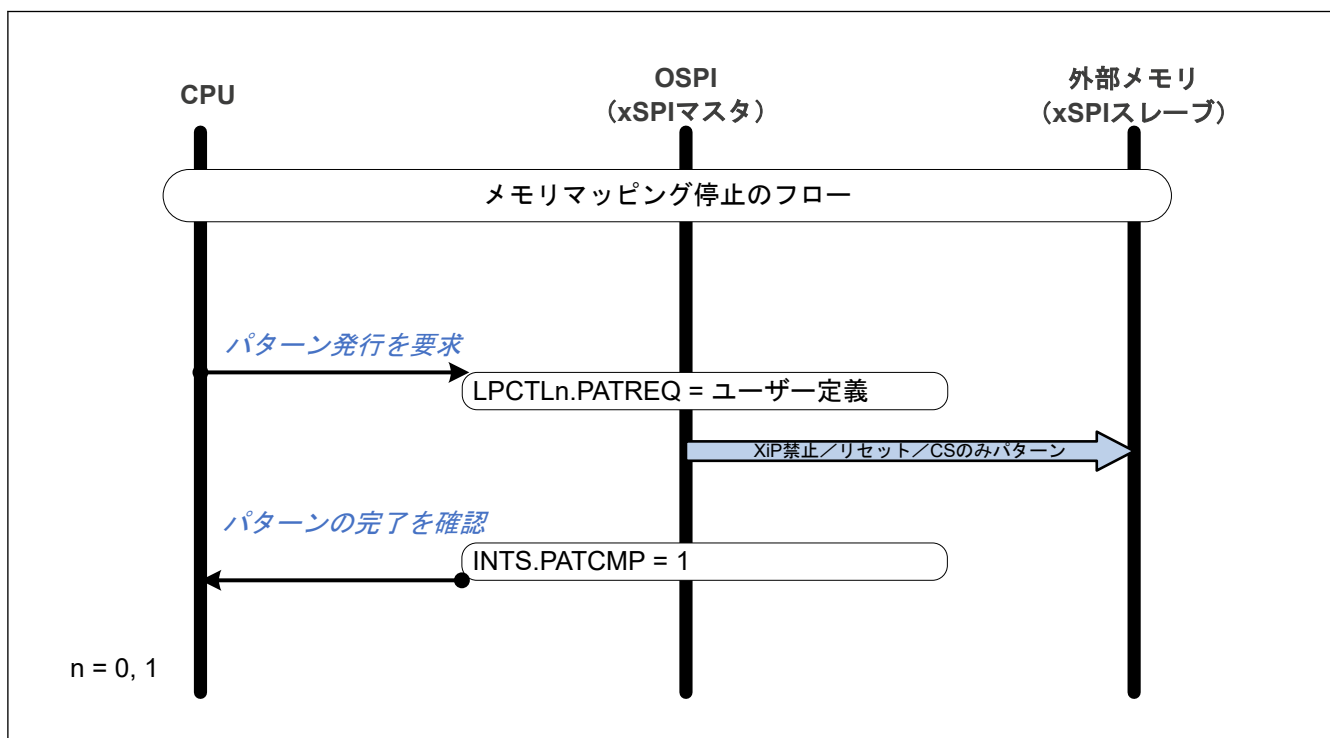 CPU
OSPI
（xSPIマスタ）
外部メモリ
（xSPIスレーブ）
メモリマッピング停止のフロー
パターン発行を要求
LPCTLn.PATREQ = ユーザー定義
XiP禁止／リセット／CSのみパターン
パターンの完了を確認
INTS.PATCMP = 1
n = 0, 1